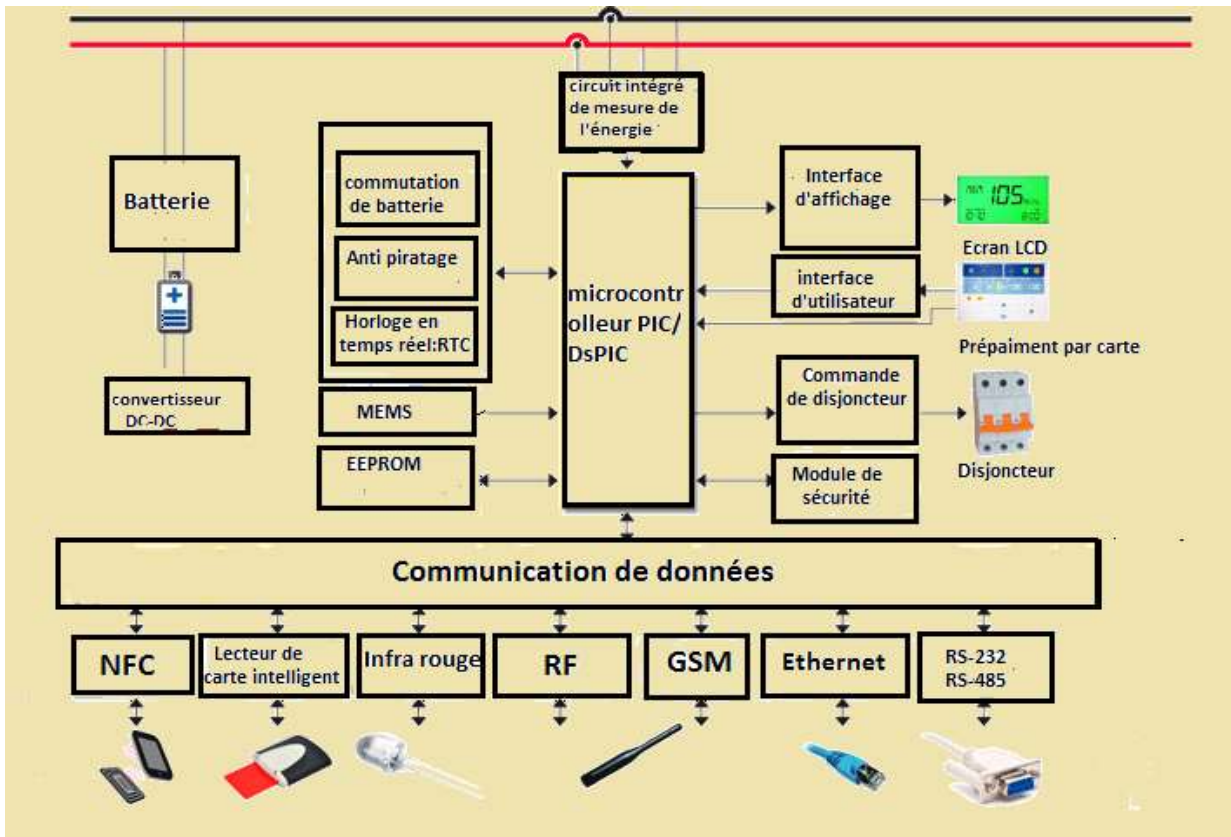 circuit intégré
de mesure de
l'énergie
Batterie
commutation
de batterie
Anti piratage
Horloge en
temps réel:RTC
MEMS
EEPROM
convertisseur
DC-DC
microcontr
olleur PIC/
DsPIC
Interface
d'affichage
105
Ecran LCD
interface
d'utilisateur
Prépaiment par carte
Commande
de disjoncteur
Disjoncteur
Module de
sécurité
Communication de données
NFC
Lecteur de
carte intelligent
Infra rouge
RF
GSM
Ethernet
RS-232
RS-485